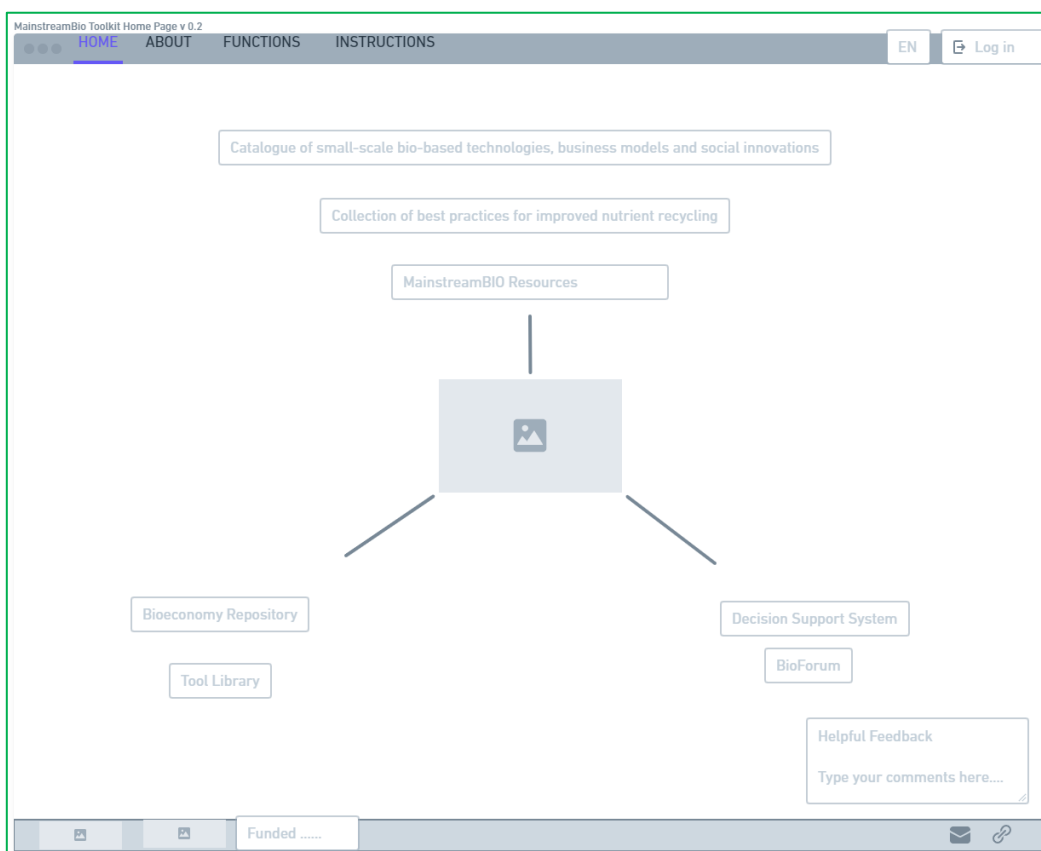 MainstreamBio Toolkit Home Page v 0.2
HOME ABOUT FUNCTIONS INSTRUCTIONS EN Log in
Catalogue of small-scale bio-based technologies, business models and social innovations
Collection of best practices for improved nutrient recycling
MainstreamBIO Resources
Bioeconomy Repository
Decision Support System
BioForum
Tool Library
Helpful Feedback
Type your comments here....
Funded ......